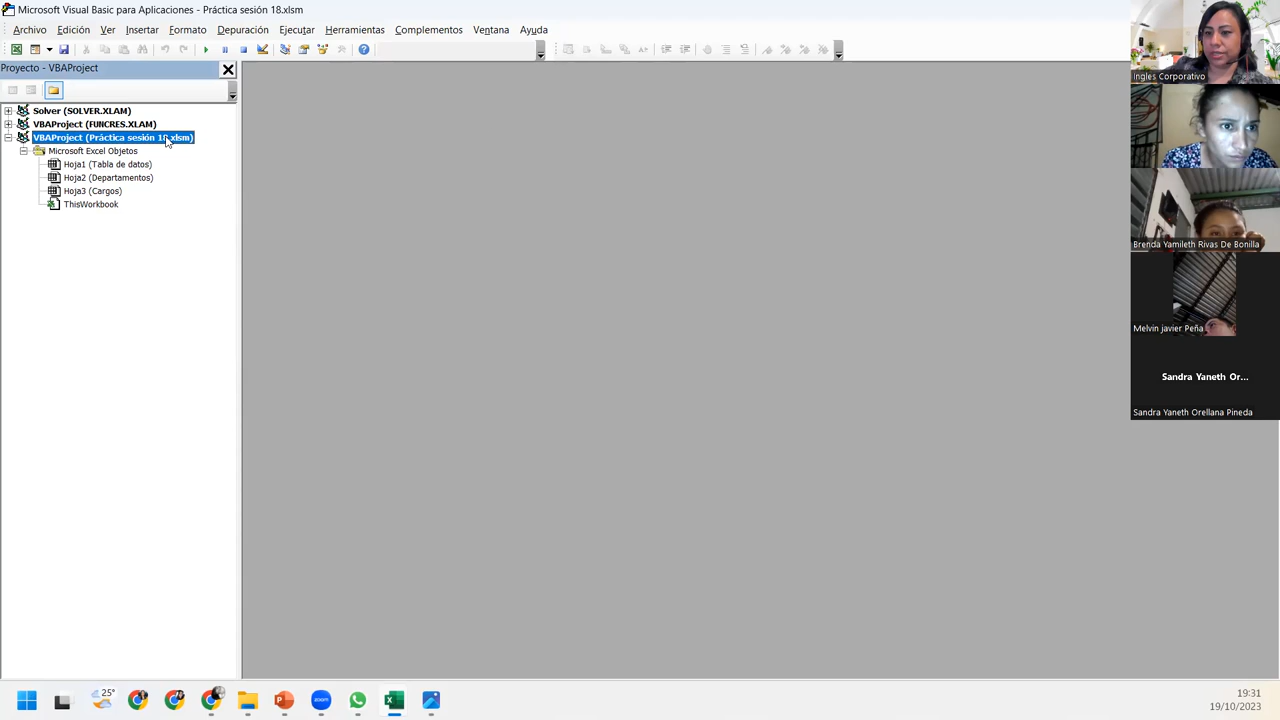 Microsoft Visual Basic para Aplicaciones - Práctica sesión 18.xlsm
Archivo Edición Ver Insertar Formato Depuración Ejecutar Herramientas Complementos Ventana Ayuda
Proyecto - VBAProject
Solver (SOLVER.XLAM)
VBAProject (FUNCRES.XLAM)
VBAProject (Práctica sesión 18.xlsm)
Microsoft Excel Objetos
Hoja1 (Tabla de datos)
Hoja2 (Departamentos)
Hoja3 (Cargos)
ThisWorkbook
Ingles Corporativo
Brenda Yamileth Rivas De Bonilla
Melvin javier Peña
Sandra Yaneth Or...
Sandra Yaneth Orellana Pineda
25°
zoom
19:31
19/10/2023